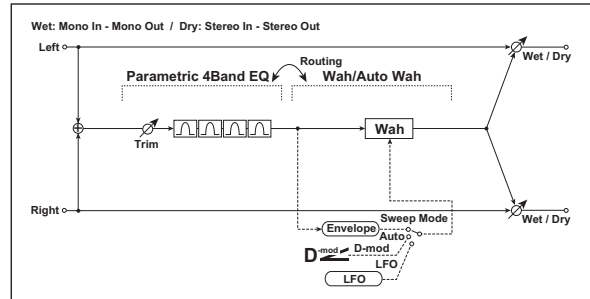 Wet: Mono In - Mono Out / Dry: Stereo In - Stereo Out
Left
Wet / Dry
Routing
Parametric 4Band EQ
Wah/Auto Wah
Trim
Wah
Right
Wet / Dry
Envelope
Sweep Mode
Auto
D-mod
D-mod
LFO
LFO